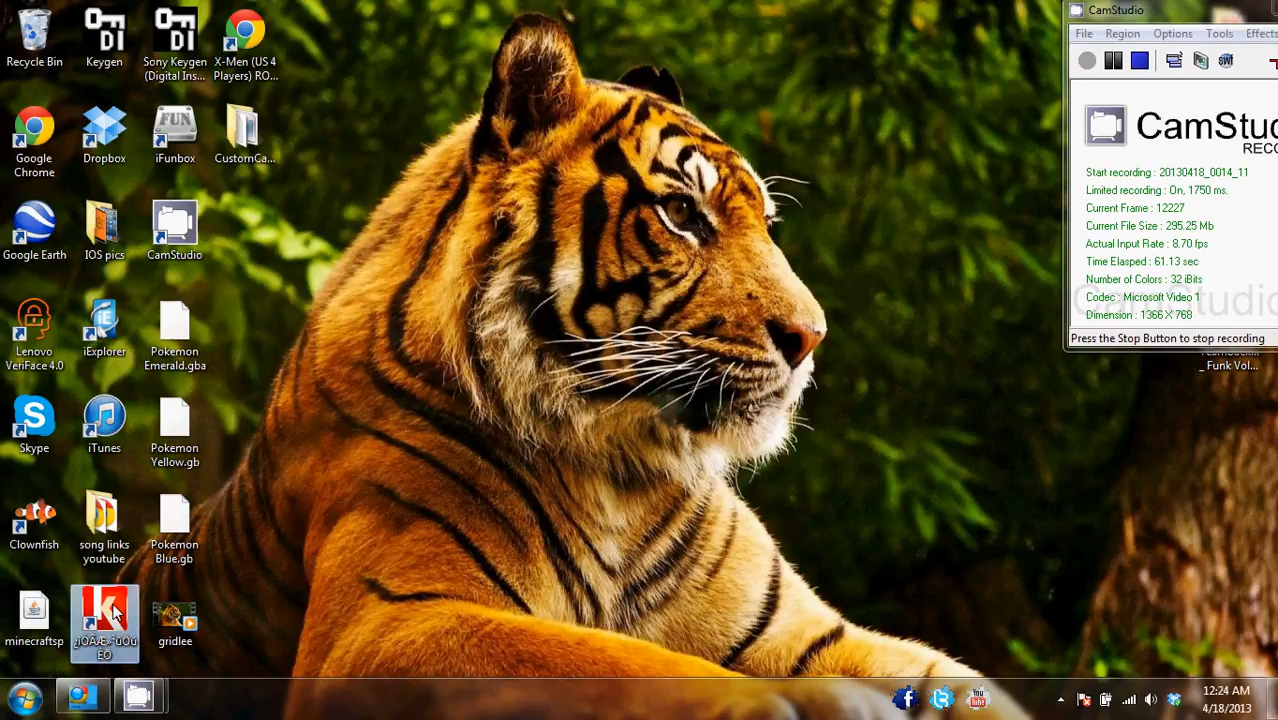 Recycle Bin
Keygen
Sony Keygen
(Digital Ins...
X-Men (US 4
Players) RO...
Google
Chrome
Dropbox
iFunbox
CustomCa...
Google Earth
IOS pics
CamStudio
Lenovo
VeriFace 4.0
iExplorer
Pokemon
Emerald.gba
Skype
iTunes
Pokemon
Yellow.gb
Clownfish
song links
youtube
Pokemon
Blue.gb
minecraftsp
gridlee
CamStudio
File Region Options Tools Effects
CamStudio
RECO
Start recording : 20130418_0014_11
Limited recording : On, 1750 ms.
Current Frame : 12227
Current File Size : 295.25 Mb
Actual Input Rate : 8.70 fps
Time Elasped : 61.13 sec
Number of Colors : 32 iBits
Codec : Microsoft Video 1
Dimension : 1366 X 768
Press the Stop Button to stop recording
_ Funk Vol...
12:24 AM
4/18/2013